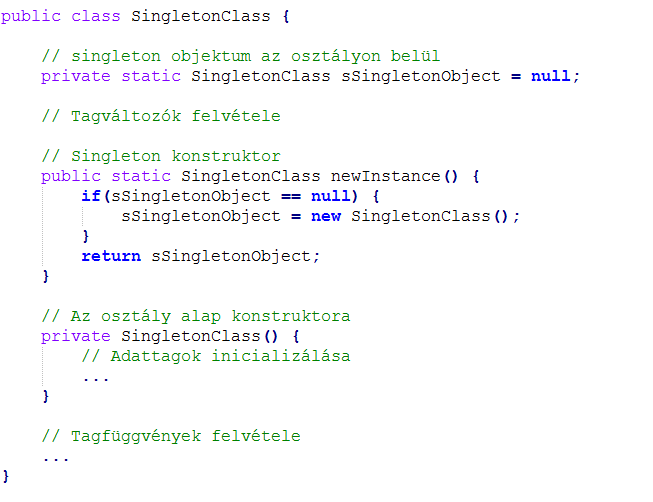 public class SingletonClass {
// singleton objektum az osztályon belül
private static SingletonClass sSingletonObject = null;
// Tagváltozók felvétele
// Singleton konstruktor
public static SingletonClass newInstance() {
if(sSingletonObject == null) {
sSingletonObject = new SingletonClass();
}
return sSingletonObject;
}
// Az osztály alap konstruktora
private SingletonClass() {
// Adattagok inicializálása
...
}
// Tagfüggvények felvétele
...
}